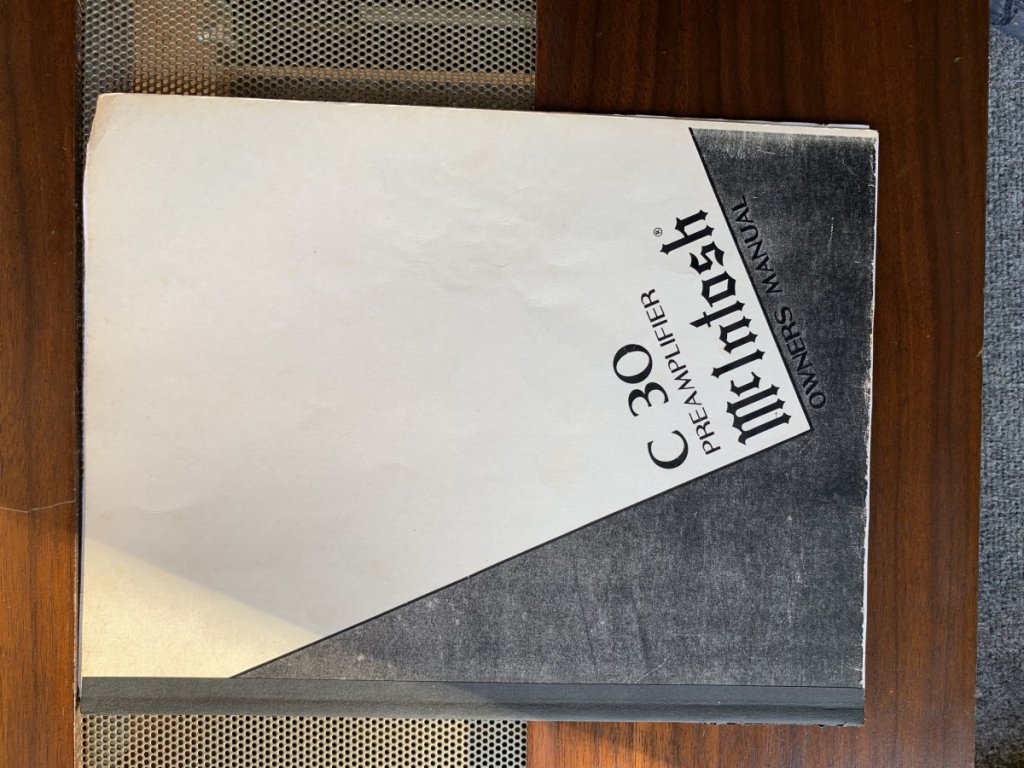 C 30
PREAMPLIFIER
McIntosh®
OWNERS MANUAL